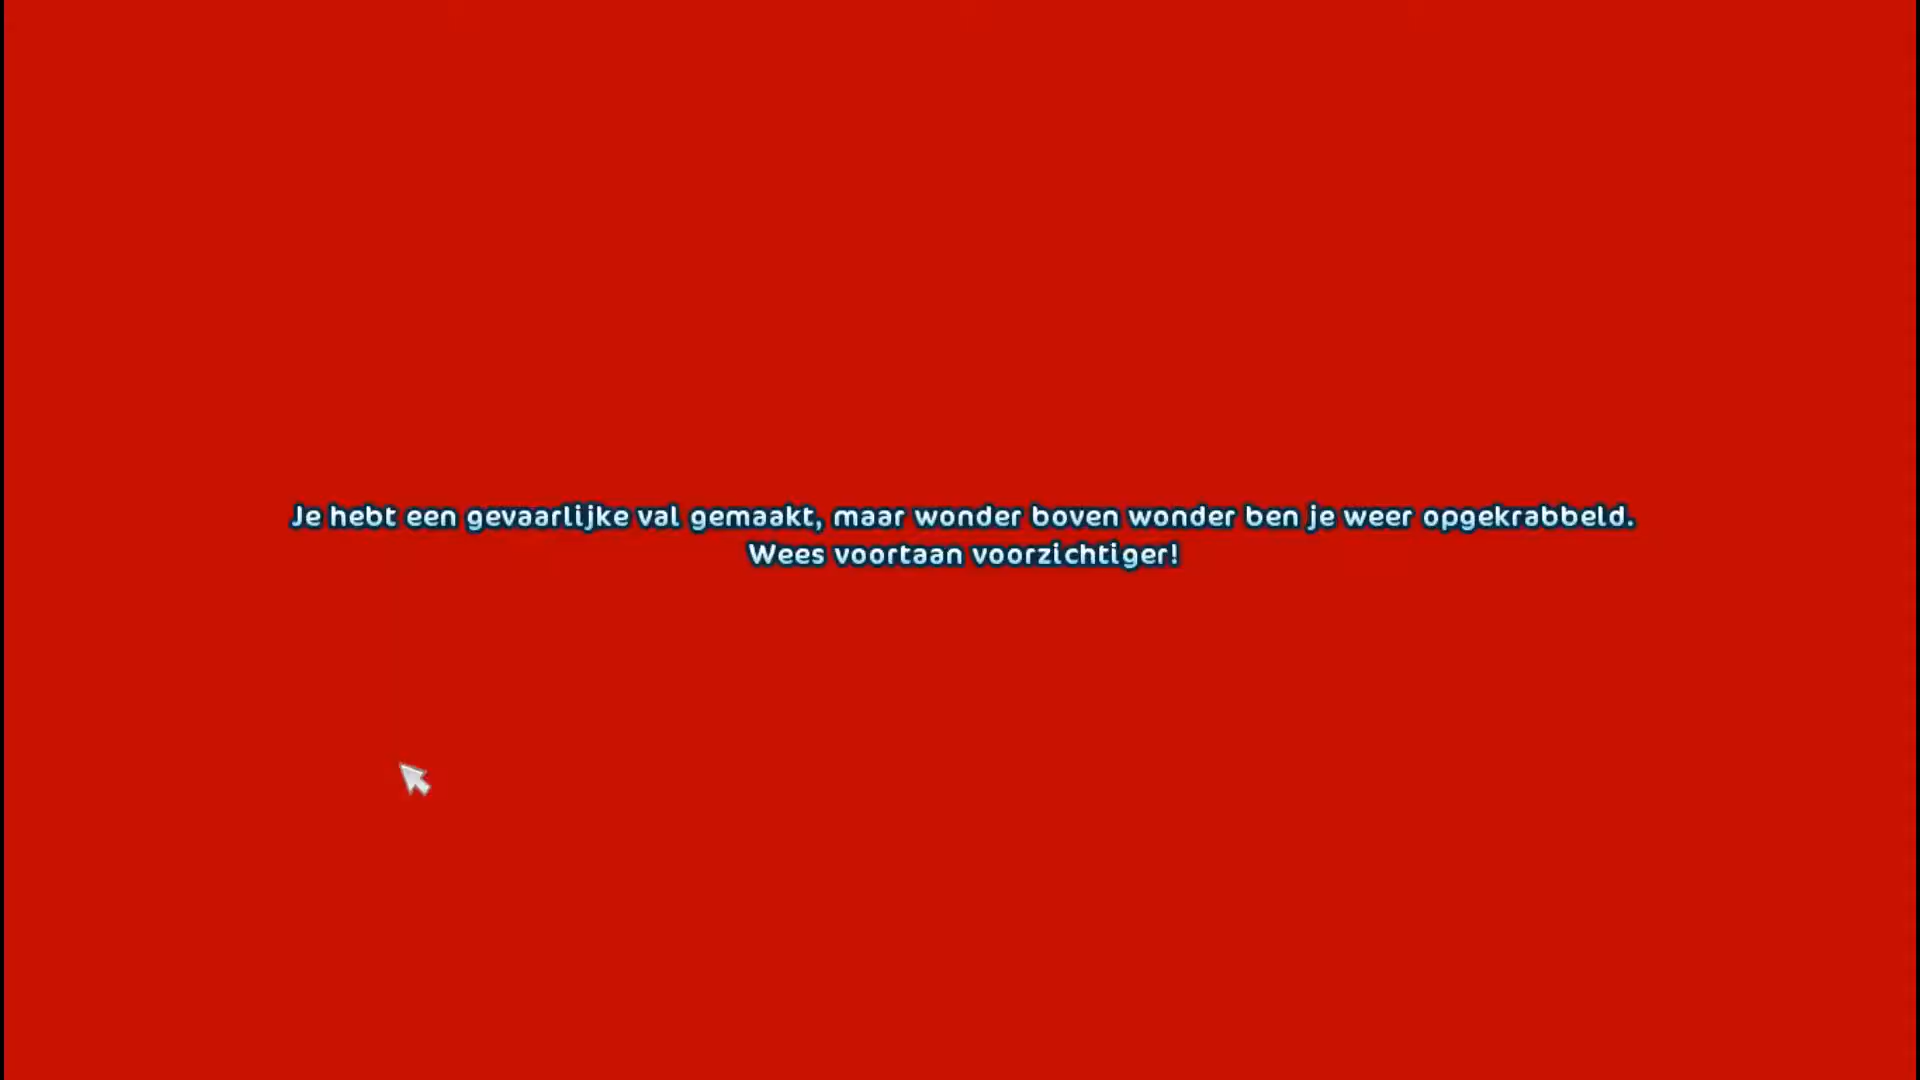 Je hebt een gevaarlijke val gemaakt, maar wonder boven wonder ben je weer opgekrabbeld.
Wees voortaan voorzichtiger!